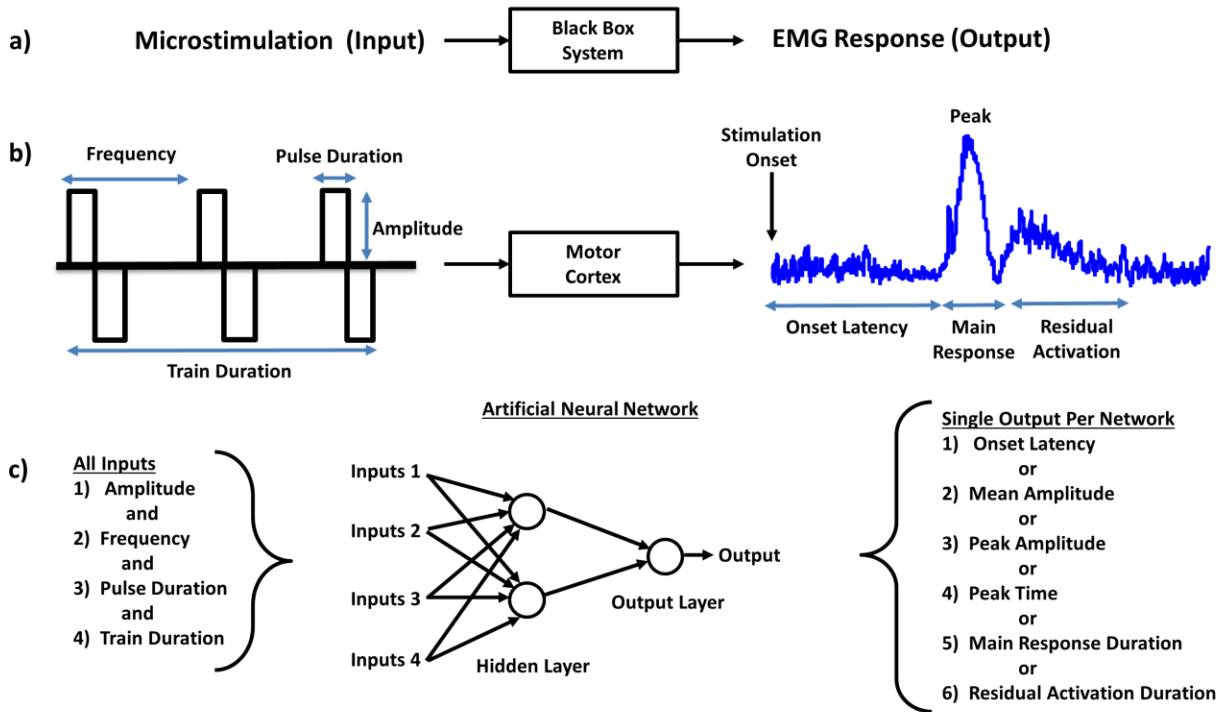 a)
Microstimulation (Input)
Black Box
System
EMG Response (Output)
b)
Frequency
Pulse Duration
Amplitude
Train Duration
Motor
Cortex
Stimulation
Onset
Peak
Onset Latency
Main
Response
Residual
Activation
c)
All Inputs
1) Amplitude
and
2) Frequency
and
3) Pulse Duration
and
4) Train Duration
Artificial Neural Network
Inputs 1
Inputs 2
Inputs 3
Inputs 4
Hidden Layer
Output Layer
Output
Single Output Per Network
1) Onset Latency
or
2) Mean Amplitude
or
3) Peak Amplitude
or
4) Peak Time
or
5) Main Response Duration
or
6) Residual Activation Duration